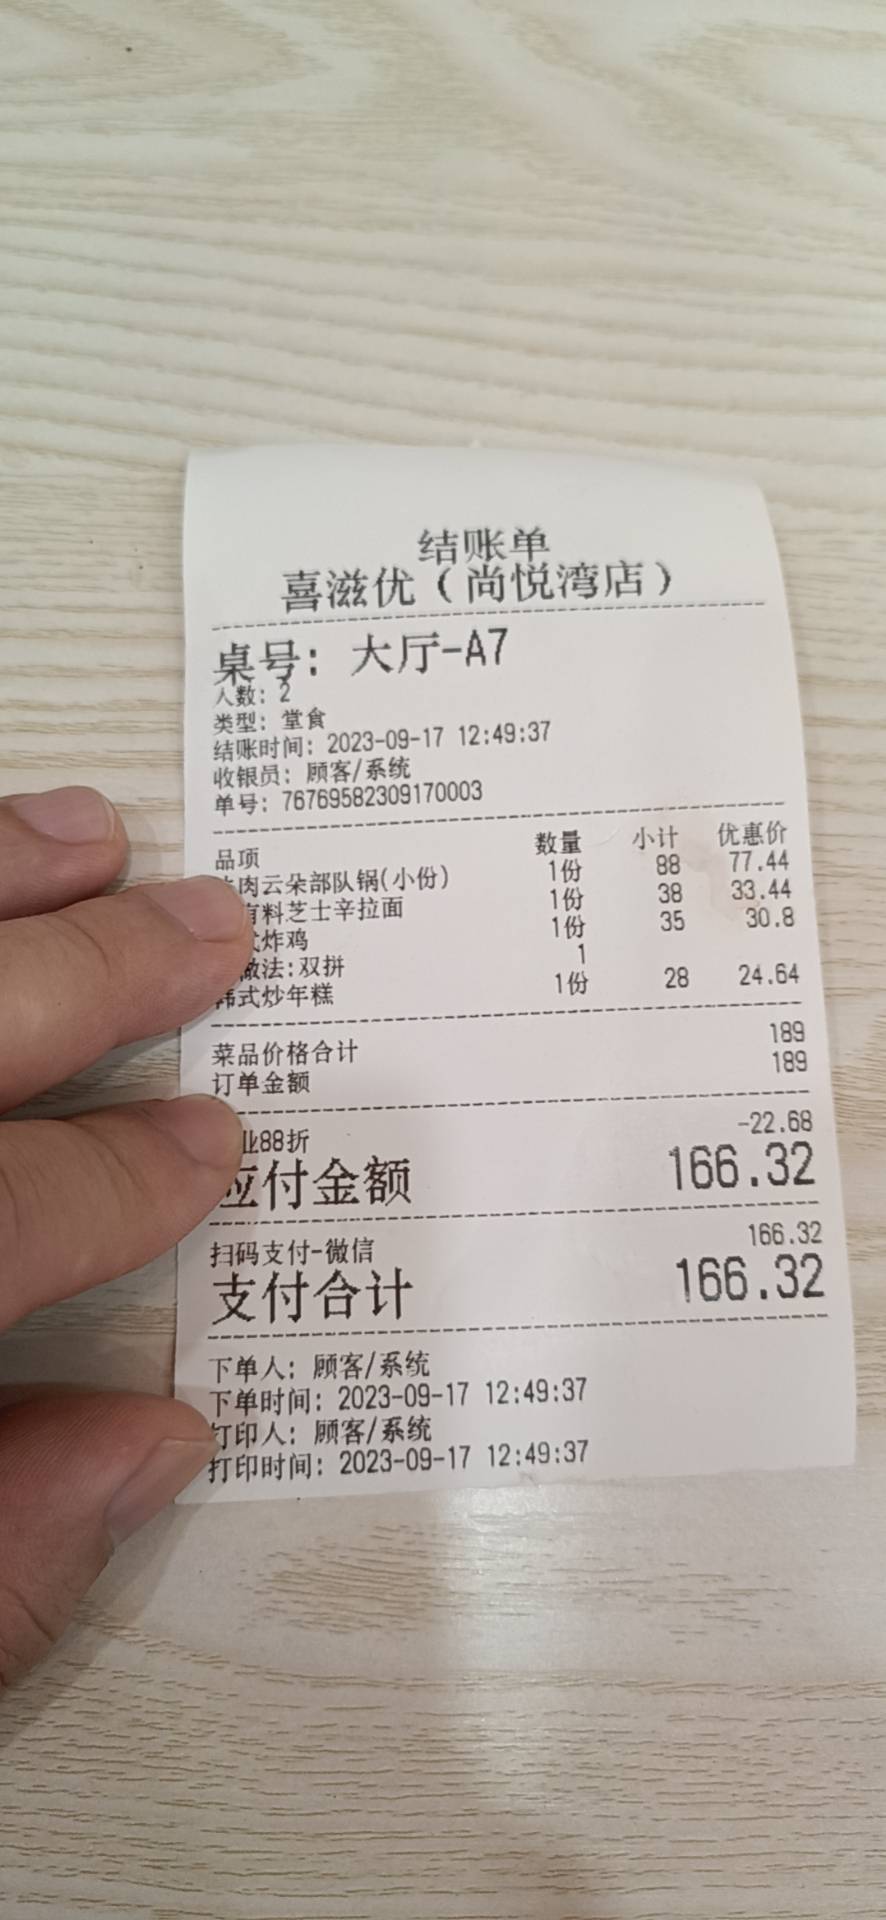 结账单
喜滋优（尚悦湾店）
桌号：大厅-A7
人数：2
类型：堂食
结账时间：2023-09-17 12:49:37
收银员：顾客/系统
单号：76769582309170003
品项 数量 小计 优惠价
肉云朵部队锅(小份) 1份 88 77.44
有料芝士辛拉面 1份 38 33.44
式炸鸡 1份 35 30.8
做法:双拼 1
韩式炒年糕 1份 28 24.64
菜品价格合计 189
订单金额 189
业88折 -22.68
应付金额 166.32
扫码支付-微信 166.32
支付合计 166.32
下单人：顾客/系统
下单时间：2023-09-17 12:49:37
打印人：顾客/系统
打印时间：2023-09-17 12:49:37